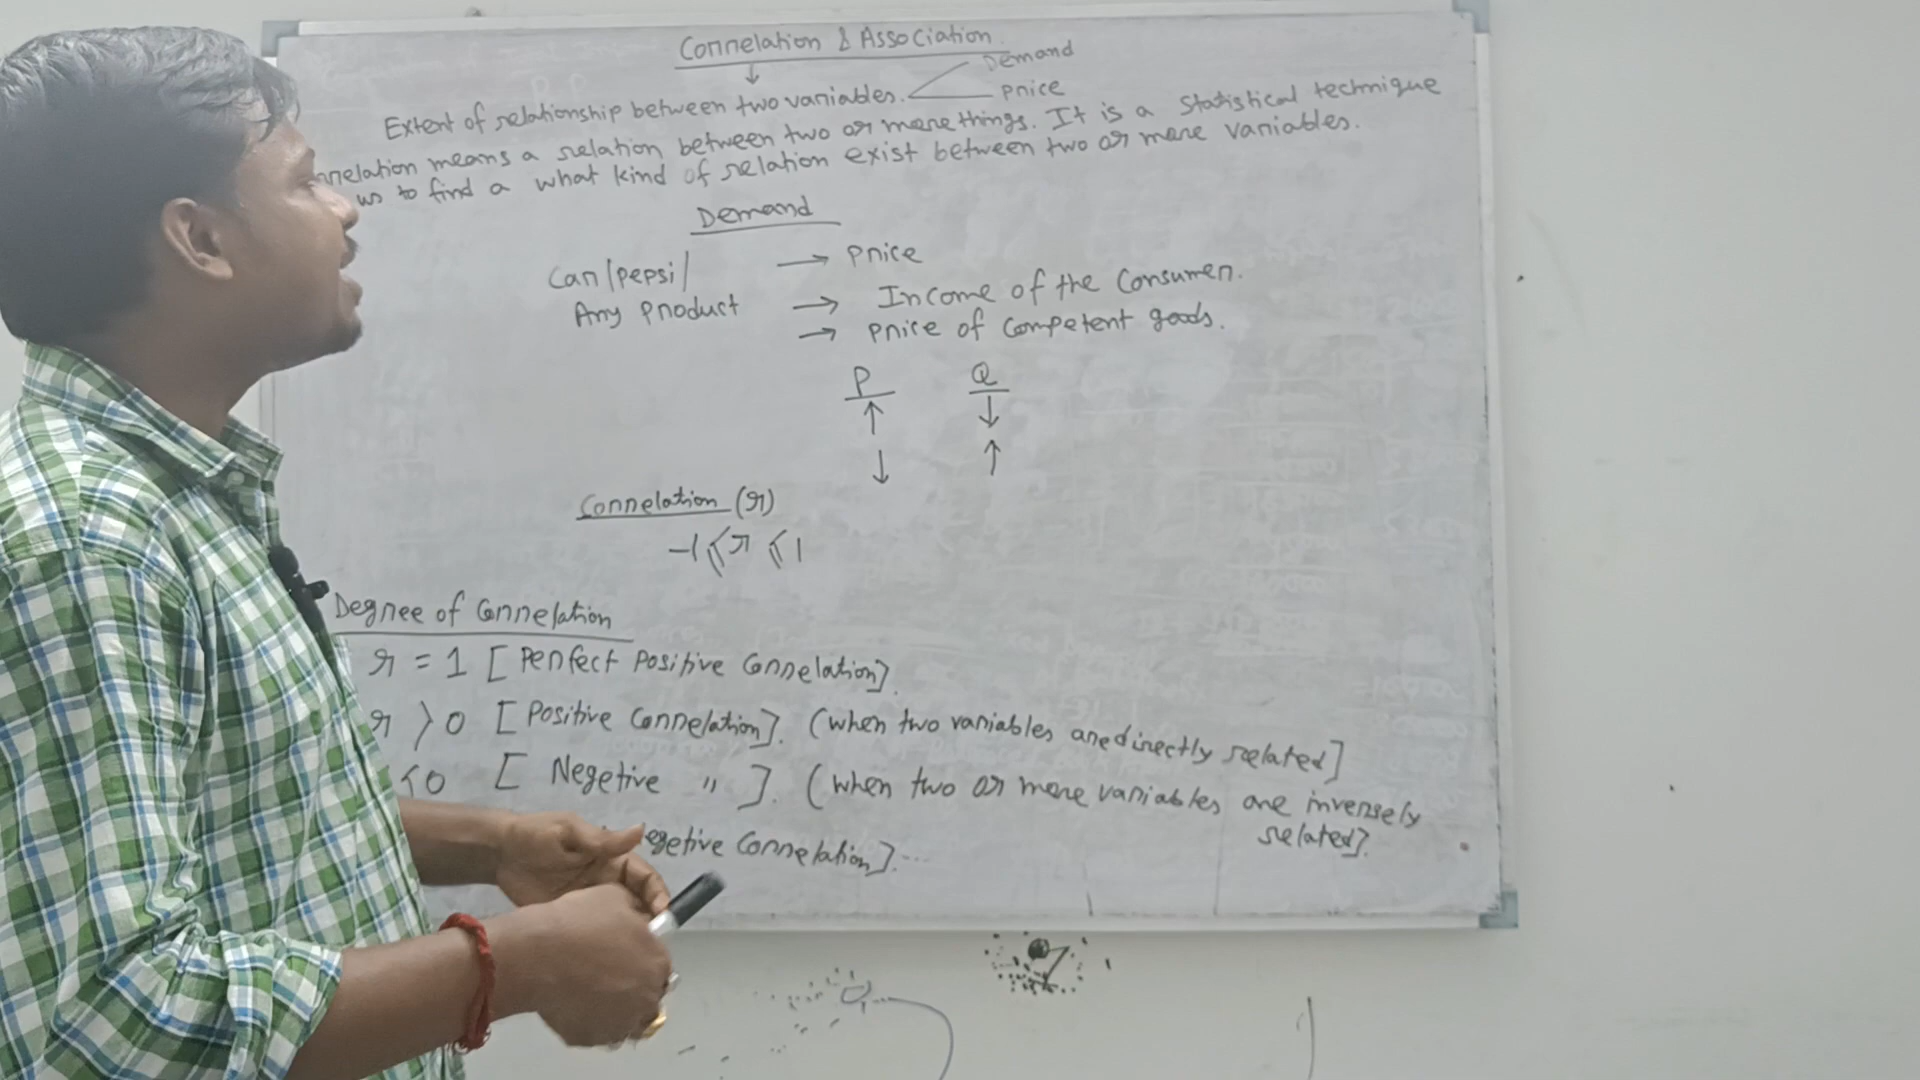 Correlation & Association
Extent of relationship between two variables. Demand
price
relation means a relation between two or more things. It is a statistical technique
us to find a what kind of relation exist between two or more variables.
Demand
Car/pepsi/ → price
Any product → Income of the Consumer.
→ price of competent goods.
P Q
↑ ↓
↓ ↑
Correlation (r)
-1 ≤ r ≤ 1
Degree of Correlation
r = 1 [Perfect Positive Correlation].
r > 0 [Positive Correlation]. (when two variables are directly related]
< 0 [Negetive " ]. (when two or more variables are inversely
related].
egetive Correlation]...